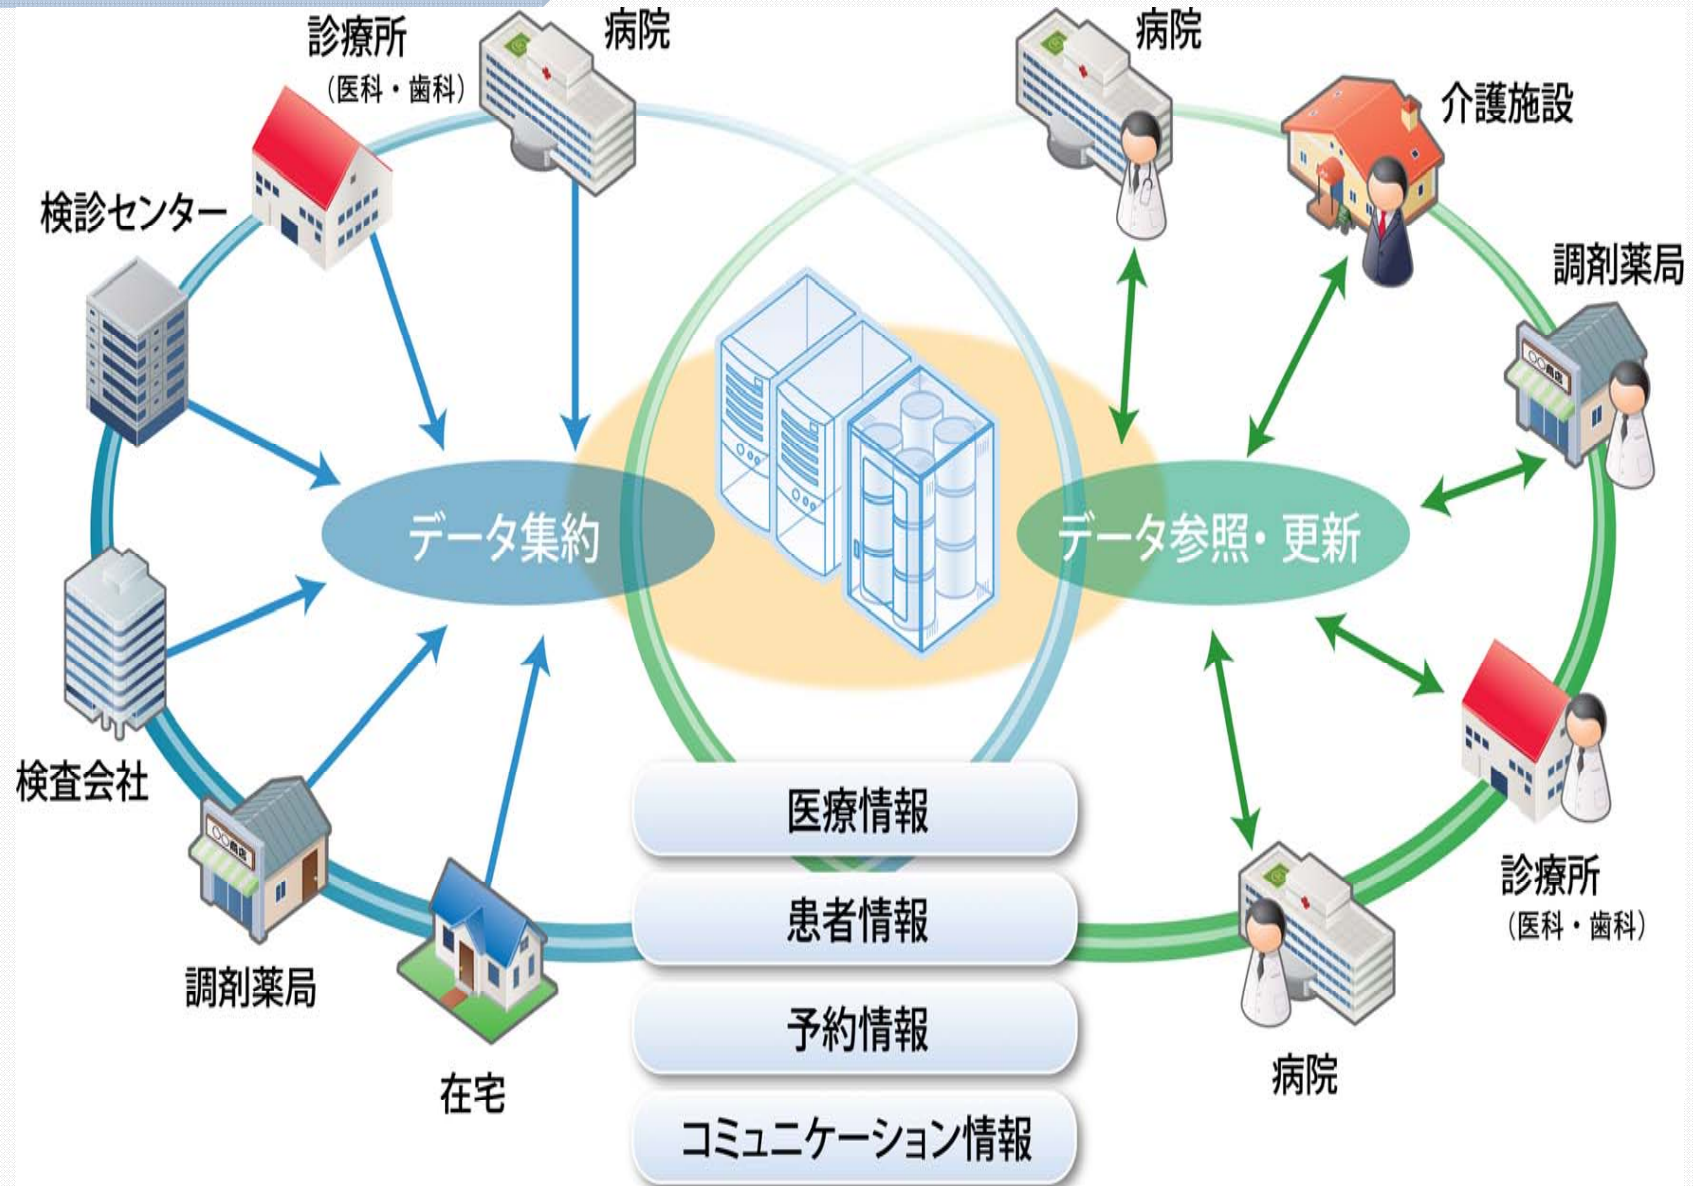 診療所
(医科・歯科)
病院
病院
介護施設
検診センター
調剤薬局
データ集約
データ参照・更新
検査会社
調剤薬局
在宅
医療情報
患者情報
予約情報
コミュニケーション情報
診療所
(医科・歯科)
病院